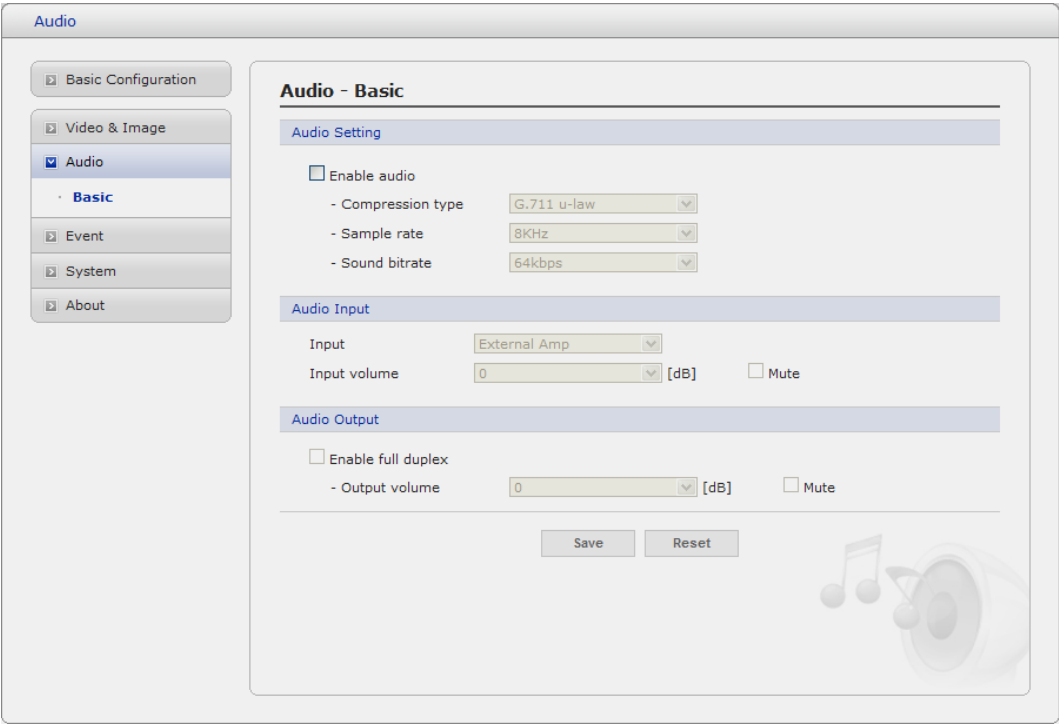 Audio
Basic Configuration
Video & Image
Audio
· Basic
Event
System
About
Audio - Basic
Audio Setting
Enable audio
- Compression type G.711 u-law
- Sample rate 8KHz
- Sound bitrate 64kbps
Audio Input
Input External Amp
Input volume 0 [dB] Mute
Audio Output
Enable full duplex
- Output volume 0 [dB] Mute
Save Reset